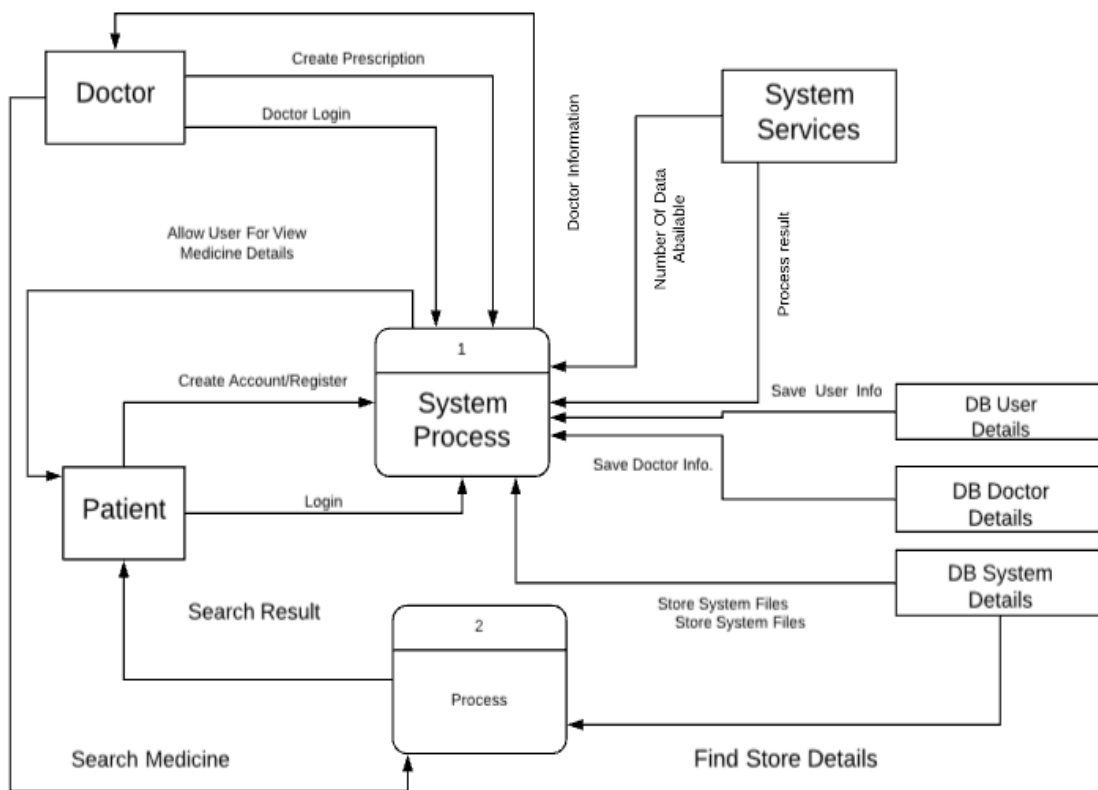 Create Prescription
Doctor
Doctor Login
System
Services
Doctor Information
Number Of Data
Abailable
Process result
Allow User For View
Medicine Details
1
System
Process
Create Account/Register
Save User Info
DB User
Details
Save Doctor Info.
DB Doctor
Details
Patient
Login
DB System
Details
Store System Files
Store System Files
Search Result
2
Process
Search Medicine
Find Store Details